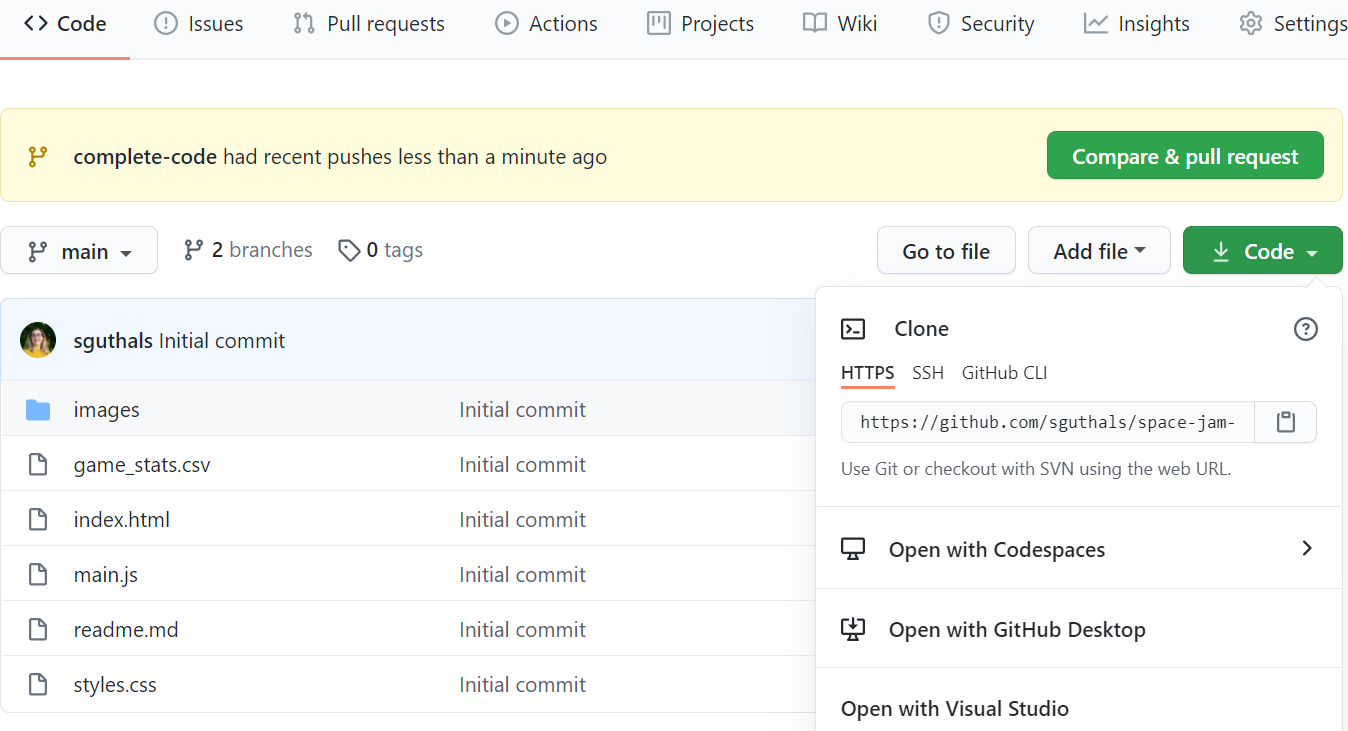 Code Issues Pull requests Actions Projects Wiki Security Insights Settings
complete-code had recent pushes less than a minute ago Compare & pull request
main 2 branches 0 tags Go to file Add file Code
sguthals Initial commit
images Initial commit
game_stats.csv Initial commit
index.html Initial commit
main.js Initial commit
readme.md Initial commit
styles.css Initial commit
Clone
HTTPS SSH GitHub CLI
https://github.com/sguthals/space-jam-
Use Git or checkout with SVN using the web URL.
Open with Codespaces
Open with GitHub Desktop
Open with Visual Studio